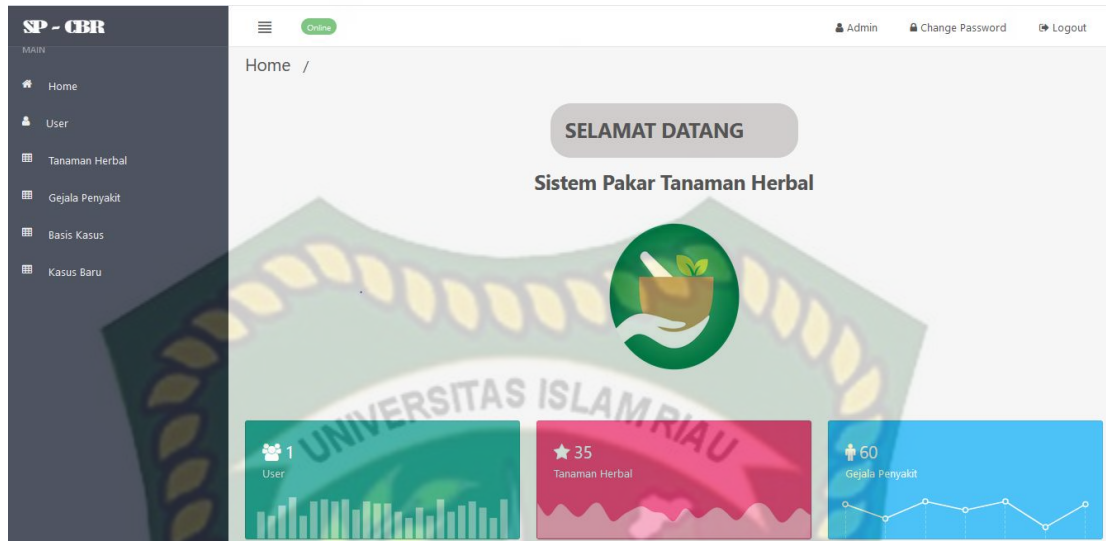 SP - CBR
Online
Admin
Change Password
Logout
MAIN
Home
User
Tanaman Herbal
Gejala Penyakit
Basis Kasus
Kasus Baru
Home /
SELAMAT DATANG
Sistem Pakar Tanaman Herbal
UNIVERSITAS ISLAM RIAU
1
User
35
Tanaman Herbal
60
Gejala Penyakit